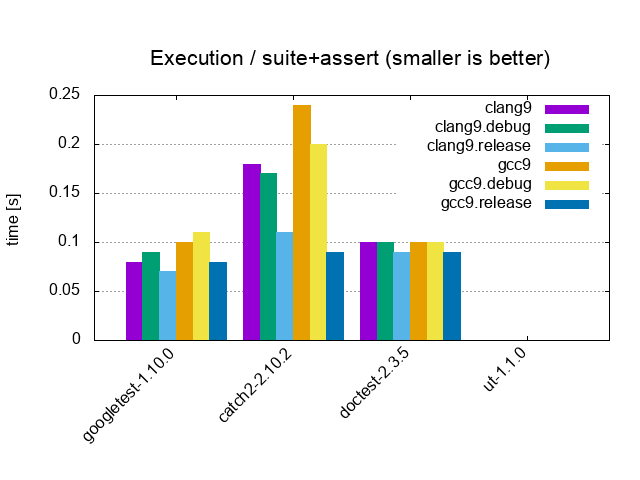 Execution / suite+assert (smaller is better)
time [s]
0.25
0.2
0.15
0.1
0.05
0
clang9
clang9.debug
clang9.release
gcc9
gcc9.debug
gcc9.release
googletest-1.10.0
catch2-2.10.2
doctest-2.3.5
ut-1.1.0